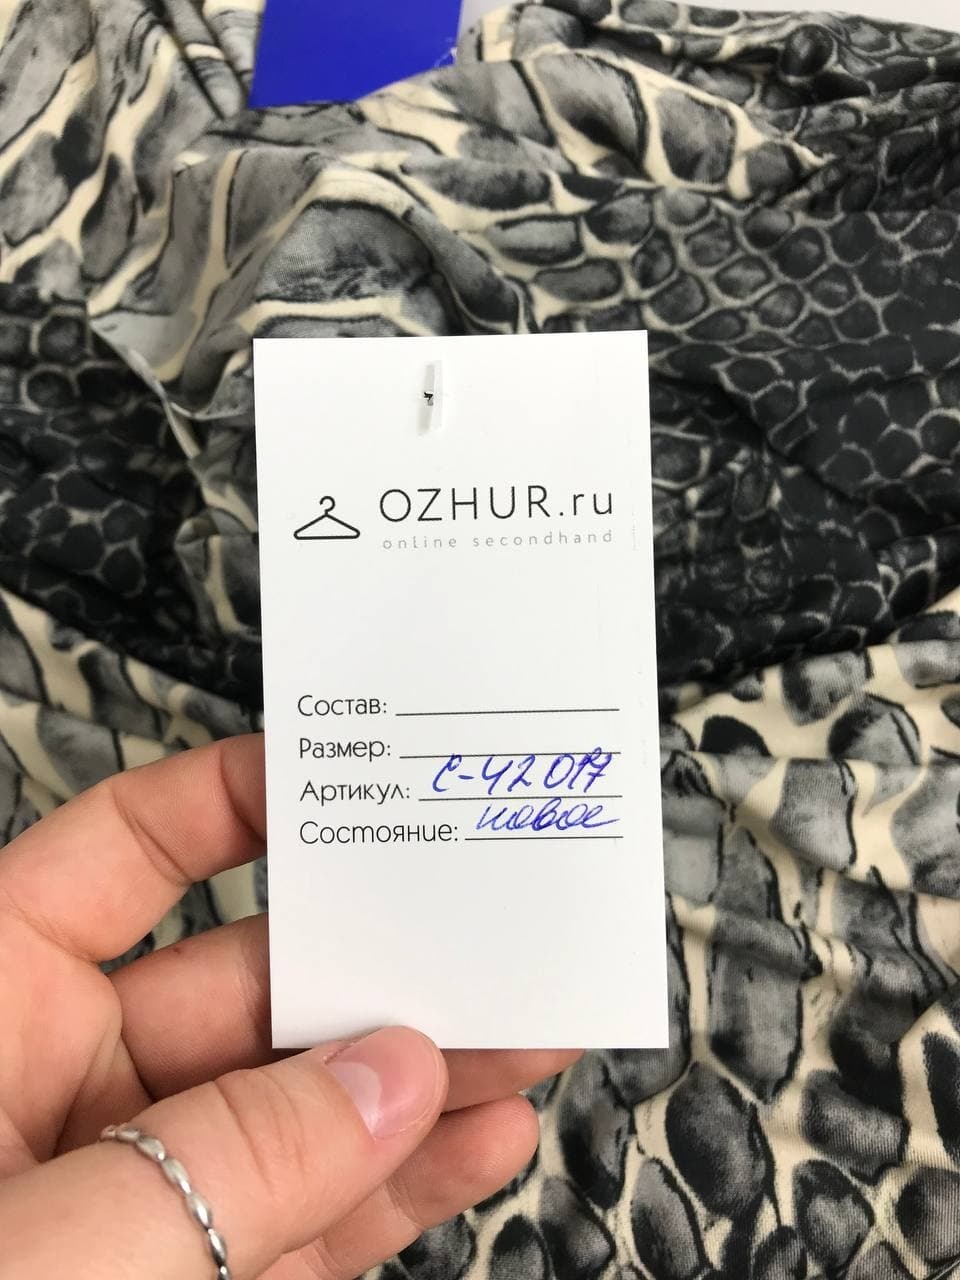 OZHUR.ru
online secondhand
Состав:
Размер:
Артикул: С-42017
Состояние: новое